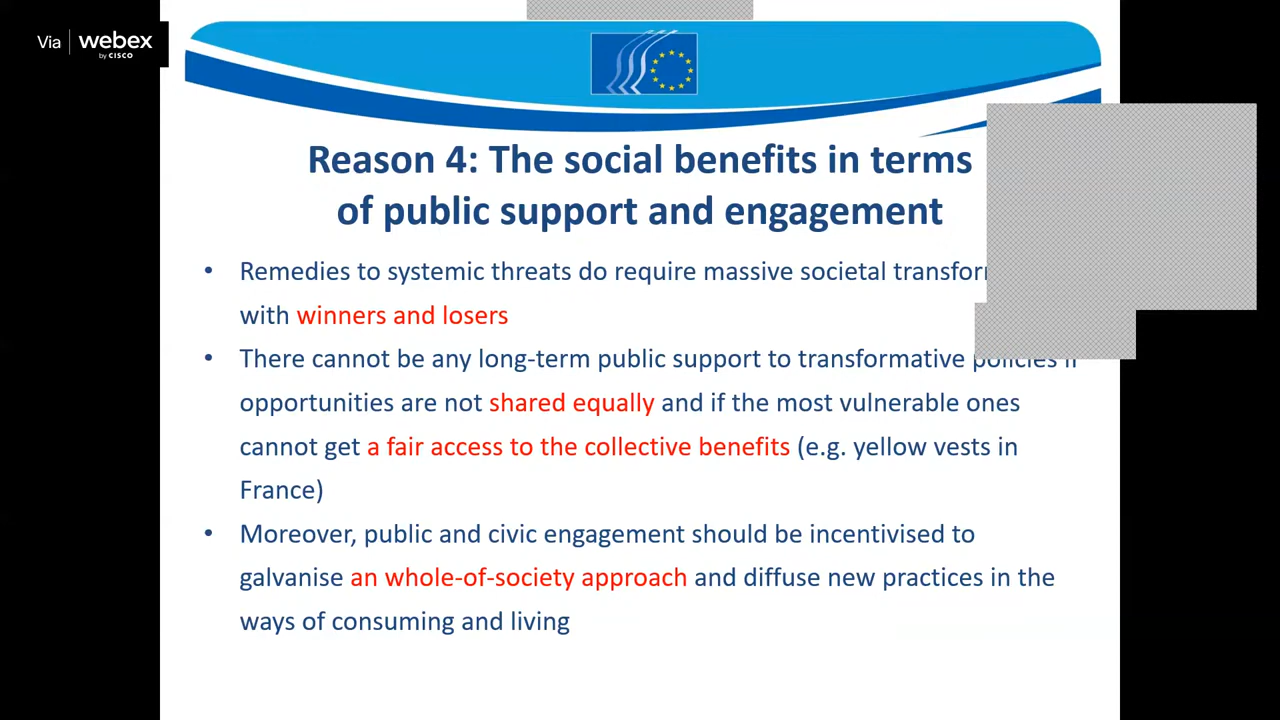 Via webex
by CISCO
Reason 4: The social benefits in terms
of public support and engagement
• Remedies to systemic threats do require massive societal
with winners and losers
• There cannot be any long-term public support to transformative policies if
opportunities are not shared equally and if the most vulnerable ones
cannot get a fair access to the collective benefits (e.g. yellow vests in
France)
• Moreover, public and civic engagement should be incentivised to
galvanise an whole-of-society approach and diffuse new practices in the
ways of consuming and living